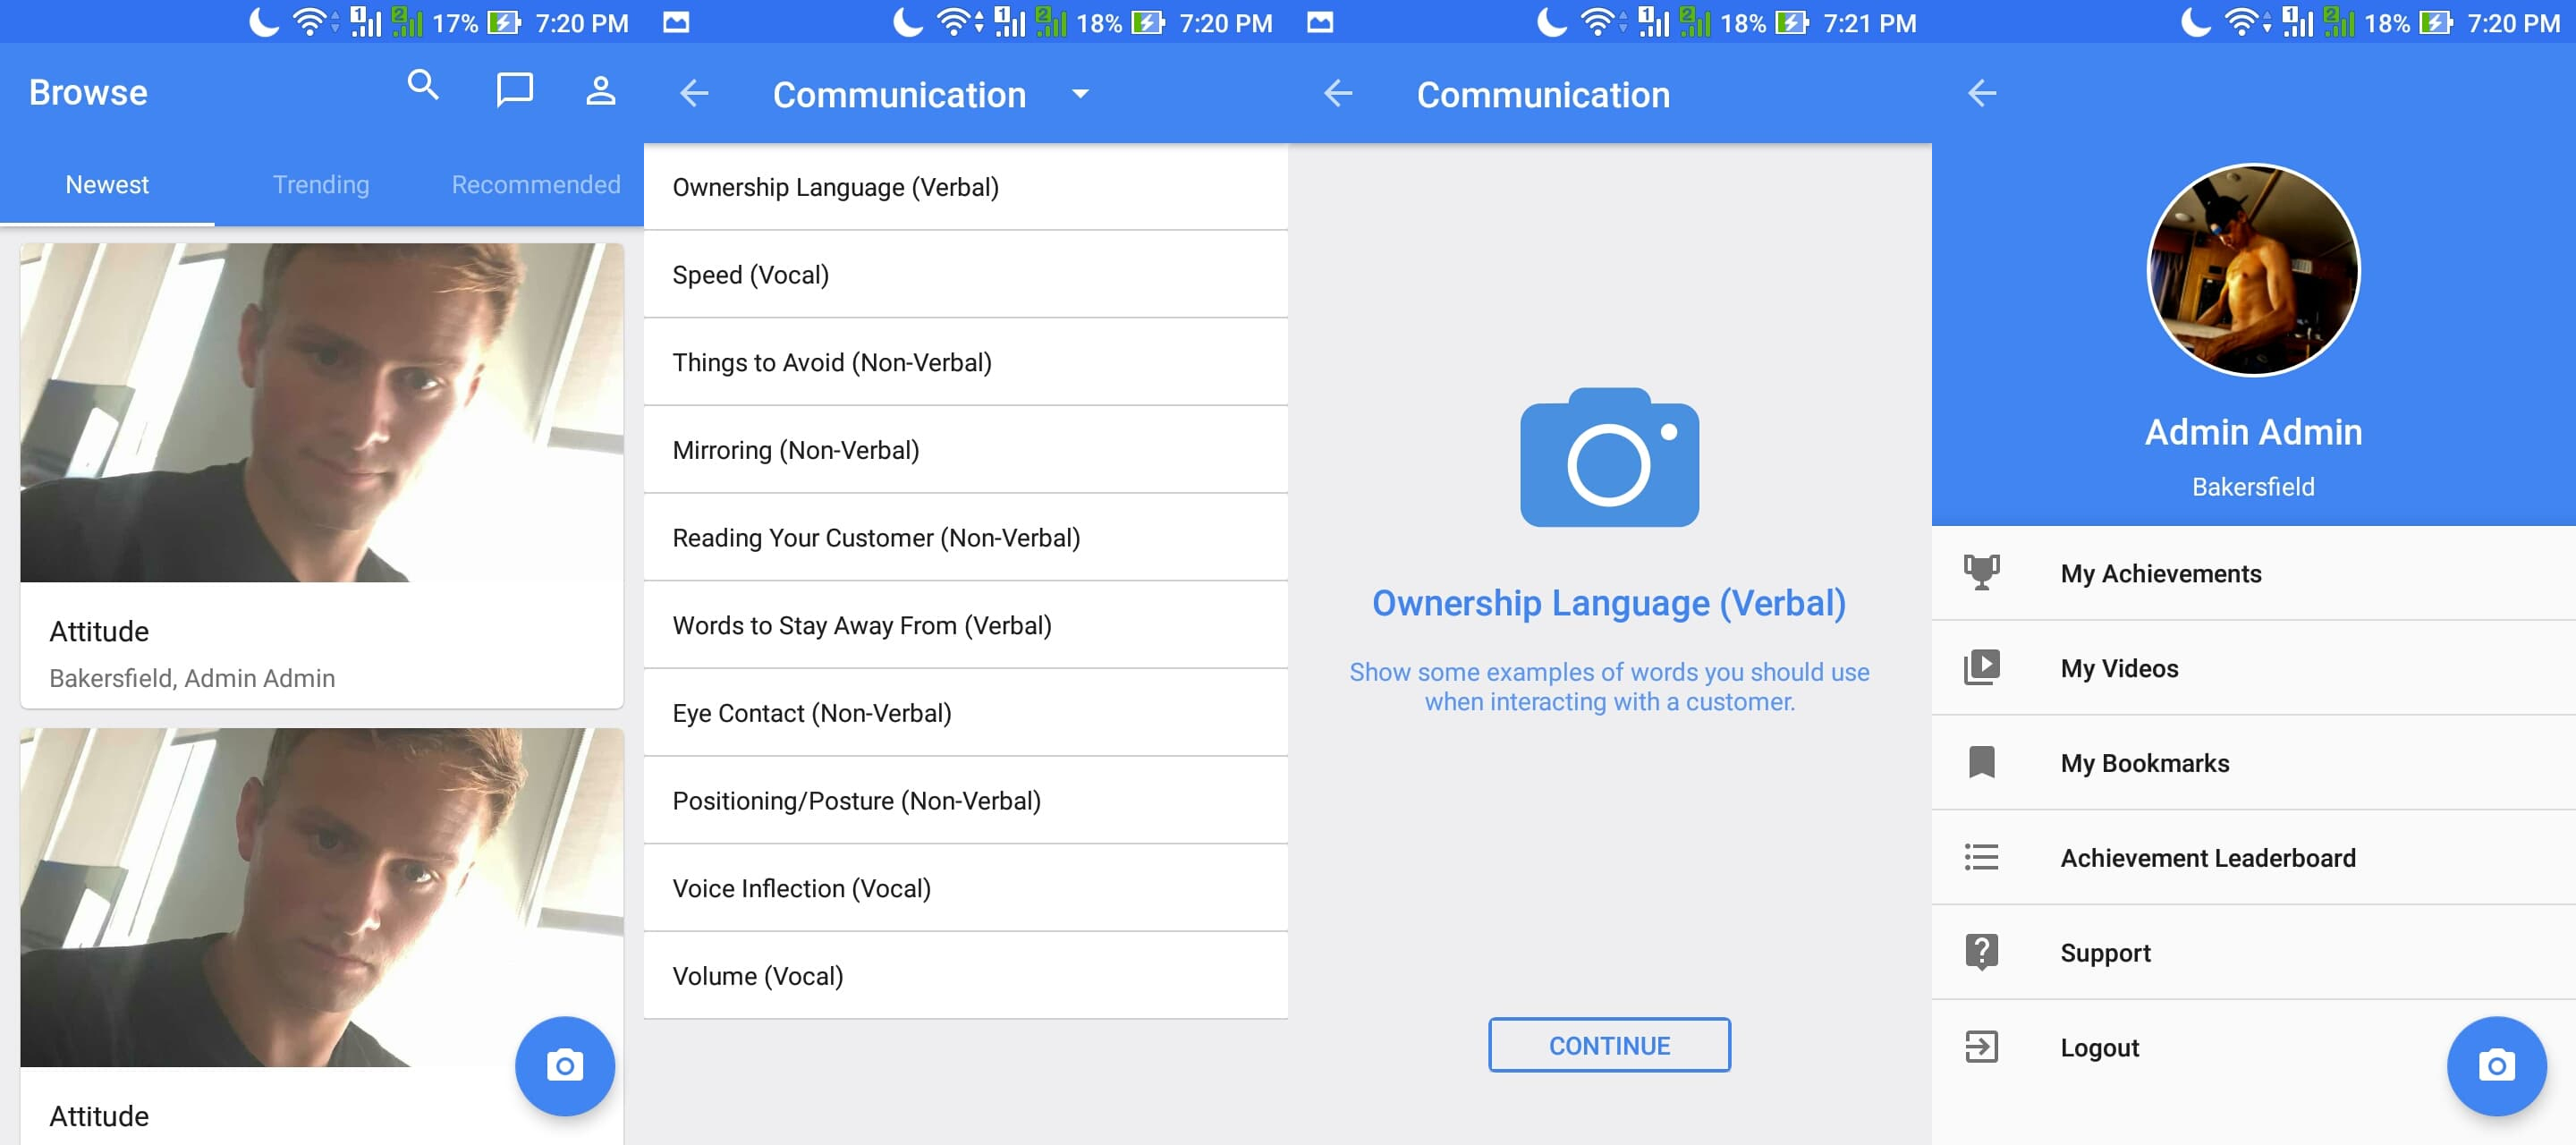 17% 7:20 PM
Browse
Newest Trending Recommended
Attitude
Bakersfield, Admin Admin
Attitude
18% 7:20 PM
Communication
Ownership Language (Verbal)
Speed (Vocal)
Things to Avoid (Non-Verbal)
Mirroring (Non-Verbal)
Reading Your Customer (Non-Verbal)
Words to Stay Away From (Verbal)
Eye Contact (Non-Verbal)
Positioning/Posture (Non-Verbal)
Voice Inflection (Vocal)
Volume (Vocal)
18% 7:21 PM
Communication
Ownership Language (Verbal)
Show some examples of words you should use
when interacting with a customer.
CONTINUE
18% 7:20 PM
Admin Admin
Bakersfield
My Achievements
My Videos
My Bookmarks
Achievement Leaderboard
Support
Logout